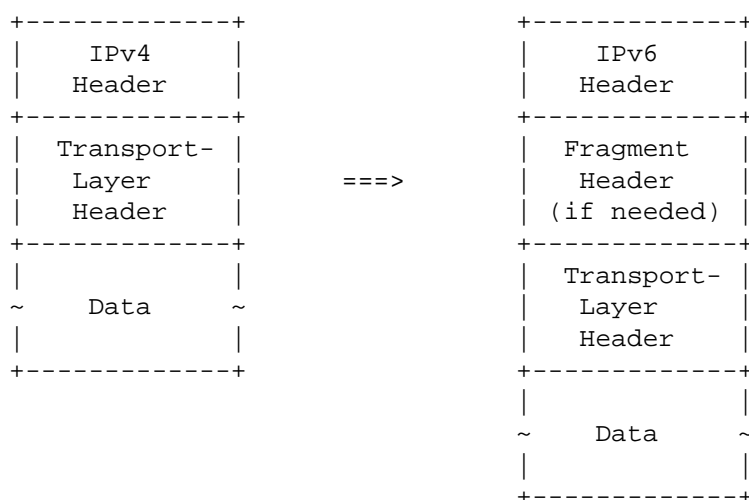 IPv4
Header
Transport-
Layer
Header
Data
===>
IPv6
Header
Fragment
Header
(if needed)
Transport-
Layer
Header
Data